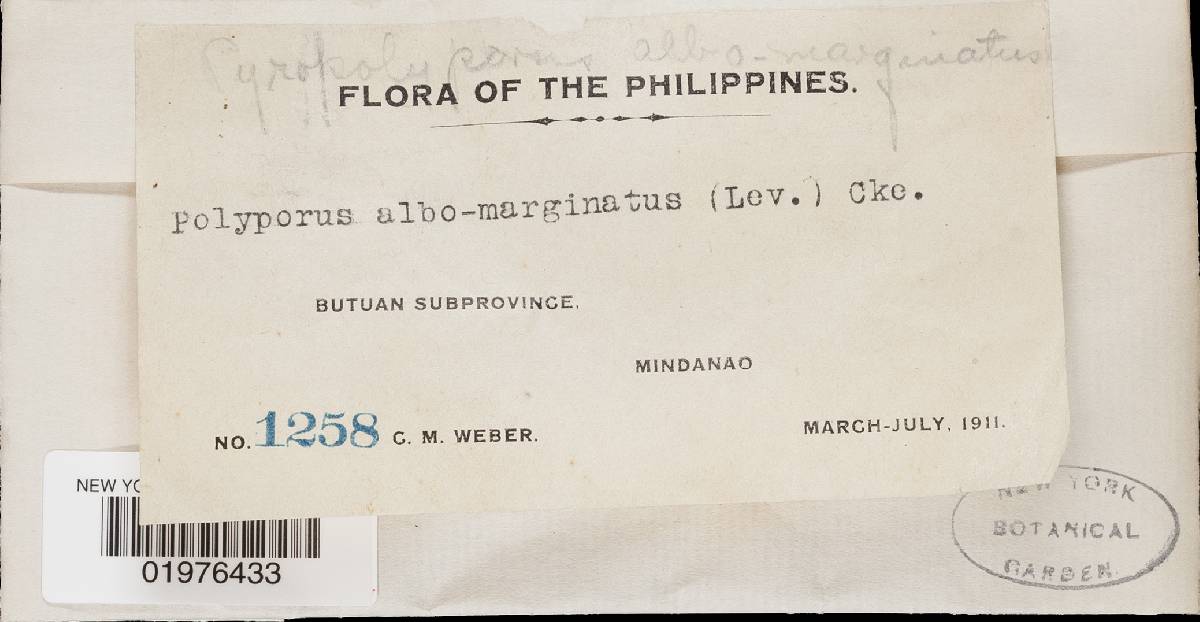 Pyropolyporus albo-marginatus
FLORA OF THE PHILIPPINES.
Polyporus albo-marginatus (Lev.) Cke.
BUTUAN SUBPROVINCE,
MINDANAO
NO. 1258 C. M. WEBER.
MARCH-JULY, 1911.
NEW YO
01976433
NEW YORK
BOTANICAL
GARDEN